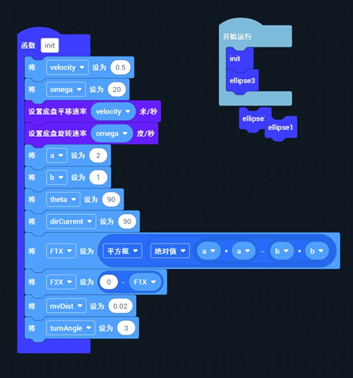 函数 init
将 velocity 设为 0.5
将 omega 设为 20
设置底盘平移速率 velocity 米/秒
设置底盘旋转速率 omega 度/秒
将 a 设为 2
将 b 设为 1
将 theta 设为 90
将 dirCurrent 设为 90
将 F1X 设为 平方根 绝对值 a * a - b * b
将 F2X 设为 0 - F1X
将 mvDist 设为 0.02
将 turnAngle 设为 3
开始运行
init
ellipse3
ellipse
ellipse1